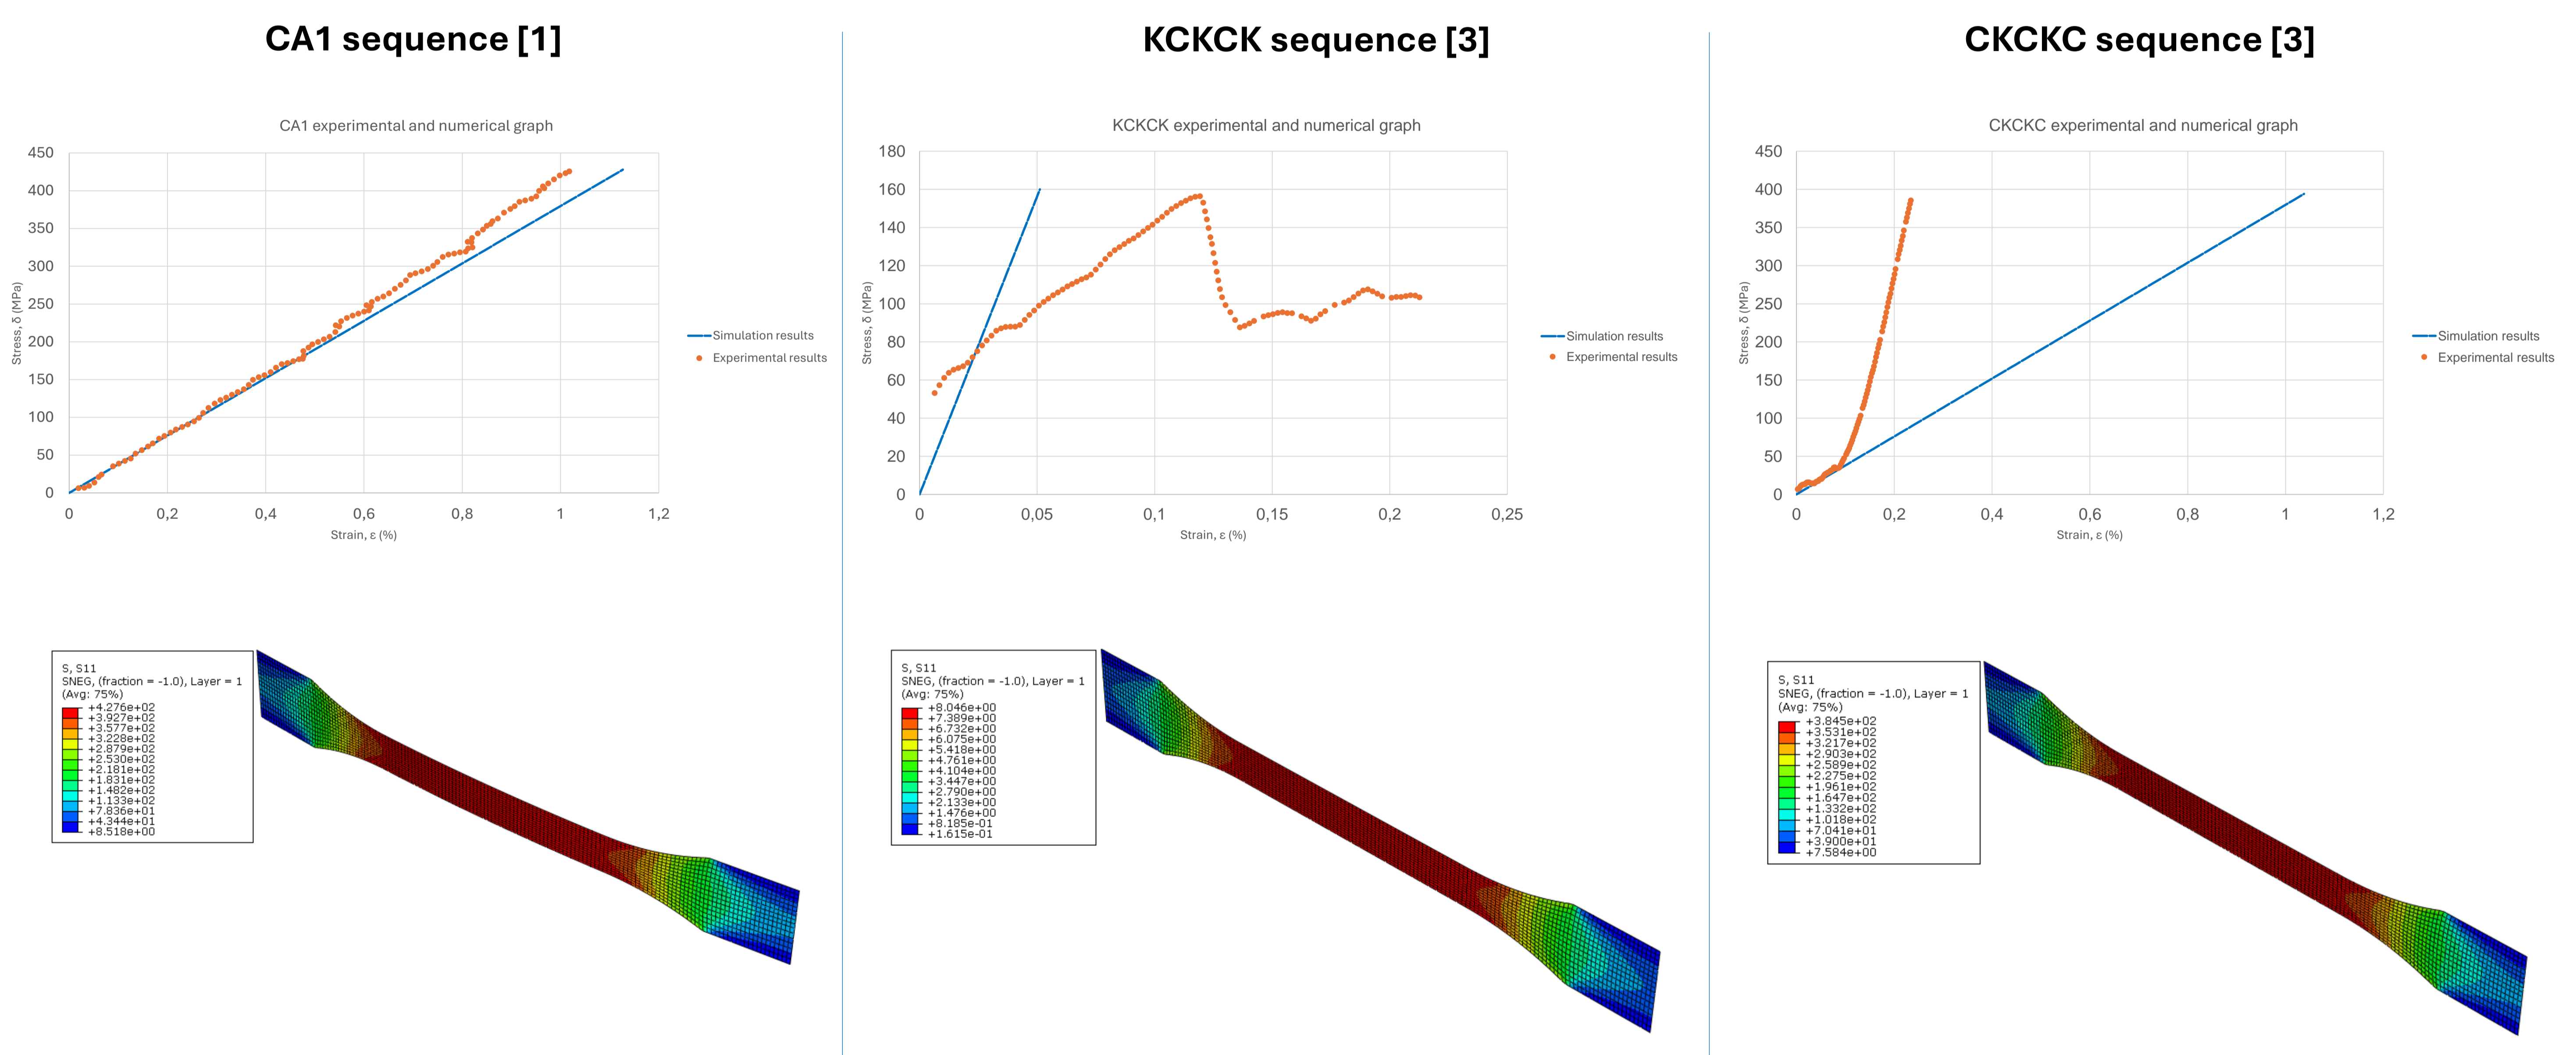 CA1 sequence [1]
CA1 experimental and numerical graph
Stress, δ (MPa)
450
400
350
300
250
200
150
100
50
0
0 0,2 0,4 0,6 0,8 1 1,2
Strain, ε (%)
Simulation results
Experimental results
S, S11
SNEG, (fraction = -1.0), Layer = 1
(Avg: 75%)
+4.276e+02
+3.927e+02
+3.577e+02
+3.228e+02
+2.879e+02
+2.530e+02
+2.181e+02
+1.831e+02
+1.482e+02
+1.133e+02
+7.836e+01
+4.344e+01
+8.518e+00
KCKCK sequence [3]
KCKCK experimental and numerical graph
Stress, δ (MPa)
180
160
140
120
100
80
60
40
20
0
0 0,05 0,1 0,15 0,2 0,25
Strain, ε (%)
Simulation results
Experimental results
S, S11
SNEG, (fraction = -1.0), Layer = 1
(Avg: 75%)
+8.046e+00
+7.389e+00
+6.732e+00
+6.075e+00
+5.418e+00
+4.761e+00
+4.104e+00
+3.447e+00
+2.790e+00
+2.133e+00
+1.476e+00
+8.185e-01
+1.615e-01
CKCKC sequence [3]
CKCKC experimental and numerical graph
Stress, δ (MPa)
450
400
350
300
250
200
150
100
50
0
0 0,2 0,4 0,6 0,8 1 1,2
Strain, ε (%)
Simulation results
Experimental results
S, S11
SNEG, (fraction = -1.0), Layer = 1
(Avg: 75%)
+3.845e+02
+3.531e+02
+3.217e+02
+2.903e+02
+2.589e+02
+2.275e+02
+1.961e+02
+1.647e+02
+1.332e+02
+1.018e+02
+7.041e+01
+3.900e+01
+7.584e+00